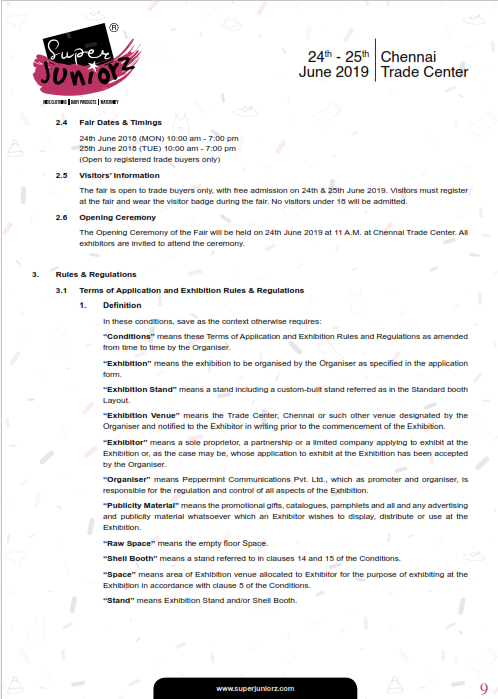 Super
Juniorz
®
KIDS CLOTHING | BABY PRODUCTS | MATERNITY
24th - 25th
June 2019
Chennai
Trade Center
2.4 Fair Dates & Timings
24th June 2018 (MON) 10:00 am - 7:00 pm
25th June 2018 (TUE) 10:00 am - 7:00 pm
(Open to registered trade buyers only)
2.5 Visitors' Information
The fair is open to trade buyers only, with free admission on 24th & 25th June 2019. Visitors must register
at the fair and wear the visitor badge during the fair. No visitors under 18 will be admitted.
2.6 Opening Ceremony
The Opening Ceremony of the Fair will be held on 24th June 2019 at 11 A.M. at Chennai Trade Center. All
exhibitors are invited to attend the ceremony.
3. Rules & Regulations
3.1 Terms of Application and Exhibition Rules & Regulations
1. Definition
In these conditions, save as the context otherwise requires:
“Conditions” means these Terms of Application and Exhibition Rules and Regulations as amended
from time to time by the Organiser.
“Exhibition” means the exhibition to be organised by the Organiser as specified in the application
form.
“Exhibition Stand” means a stand including a custom-built stand referred as in the Standard booth
Layout.
“Exhibition Venue” means the Trade Center, Chennai or such other venue designated by the
Organiser and notified to the Exhibitor in writing prior to the commencement of the Exhibition.
“Exhibitor” means a sole proprietor, a partnership or a limited company applying to exhibit at the
Exhibition or, as the case may be, whose application to exhibit at the Exhibition has been accepted
by the Organiser.
“Organiser” means Peppermint Communications Pvt. Ltd., which as promoter and organiser, is
responsible for the regulation and control of all aspects of the Exhibition.
“Publicity Material” means the promotional gifts, catalogues, pamphlets and all and any advertising
and publicity material whatsoever which an Exhibitor wishes to display, distribute or use at the
Exhibition.
“Raw Space” means the empty floor Space.
“Shell Booth” means a stand referred to in clauses 14 and 15 of the Conditions.
“Space” means area of Exhibition venue allocated to Exhibitor for the purpose of exhibiting at the
Exhibition in accordance with clause 5 of the Conditions.
“Stand” means Exhibition Stand and/or Shell Booth.
www.superjuniorz.com
9